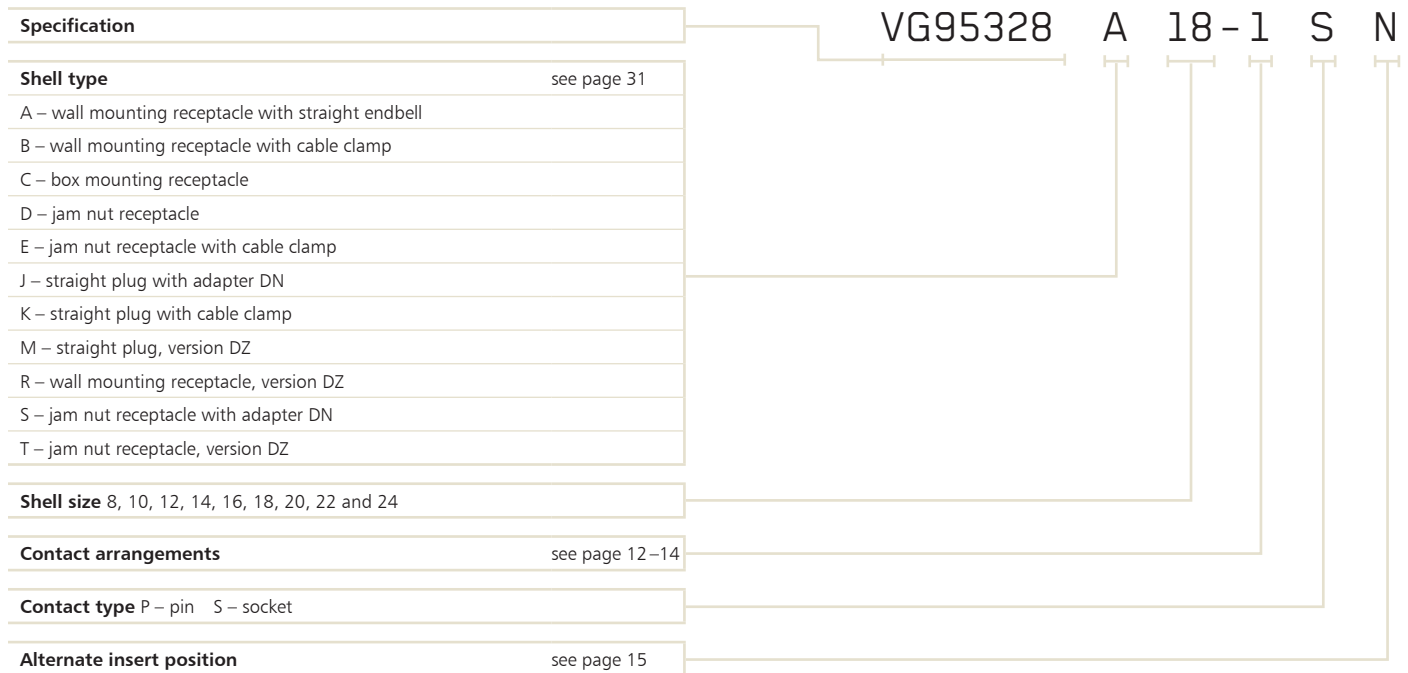 Specification
VG95328 A 18-1 S N
Shell type see page 31
A – wall mounting receptacle with straight endbell
B – wall mounting receptacle with cable clamp
C – box mounting receptacle
D – jam nut receptacle
E – jam nut receptacle with cable clamp
J – straight plug with adapter DN
K – straight plug with cable clamp
M – straight plug, version DZ
R – wall mounting receptacle, version DZ
S – jam nut receptacle with adapter DN
T – jam nut receptacle, version DZ
Shell size 8, 10, 12, 14, 16, 18, 20, 22 and 24
Contact arrangements see page 12–14
Contact type P – pin S – socket
Alternate insert position see page 15